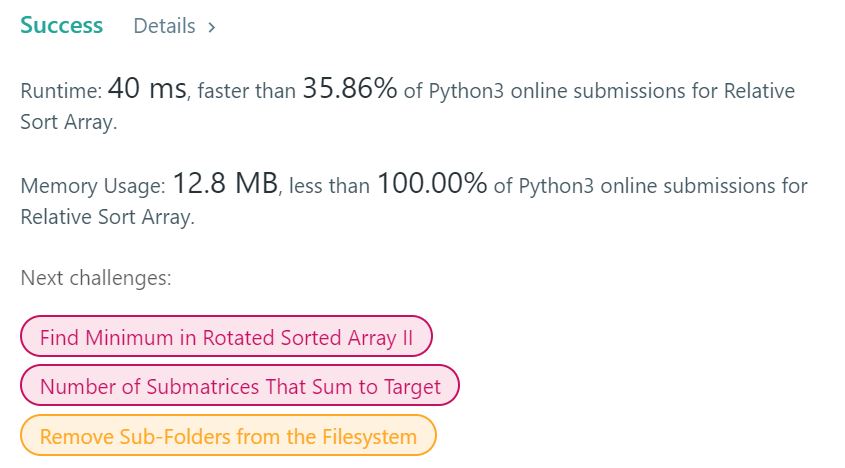 Success Details >
Runtime: 40 ms, faster than 35.86% of Python3 online submissions for Relative
Sort Array.
Memory Usage: 12.8 MB, less than 100.00% of Python3 online submissions for
Relative Sort Array.
Next challenges:
Find Minimum in Rotated Sorted Array II
Number of Submatrices That Sum to Target
Remove Sub-Folders from the Filesystem